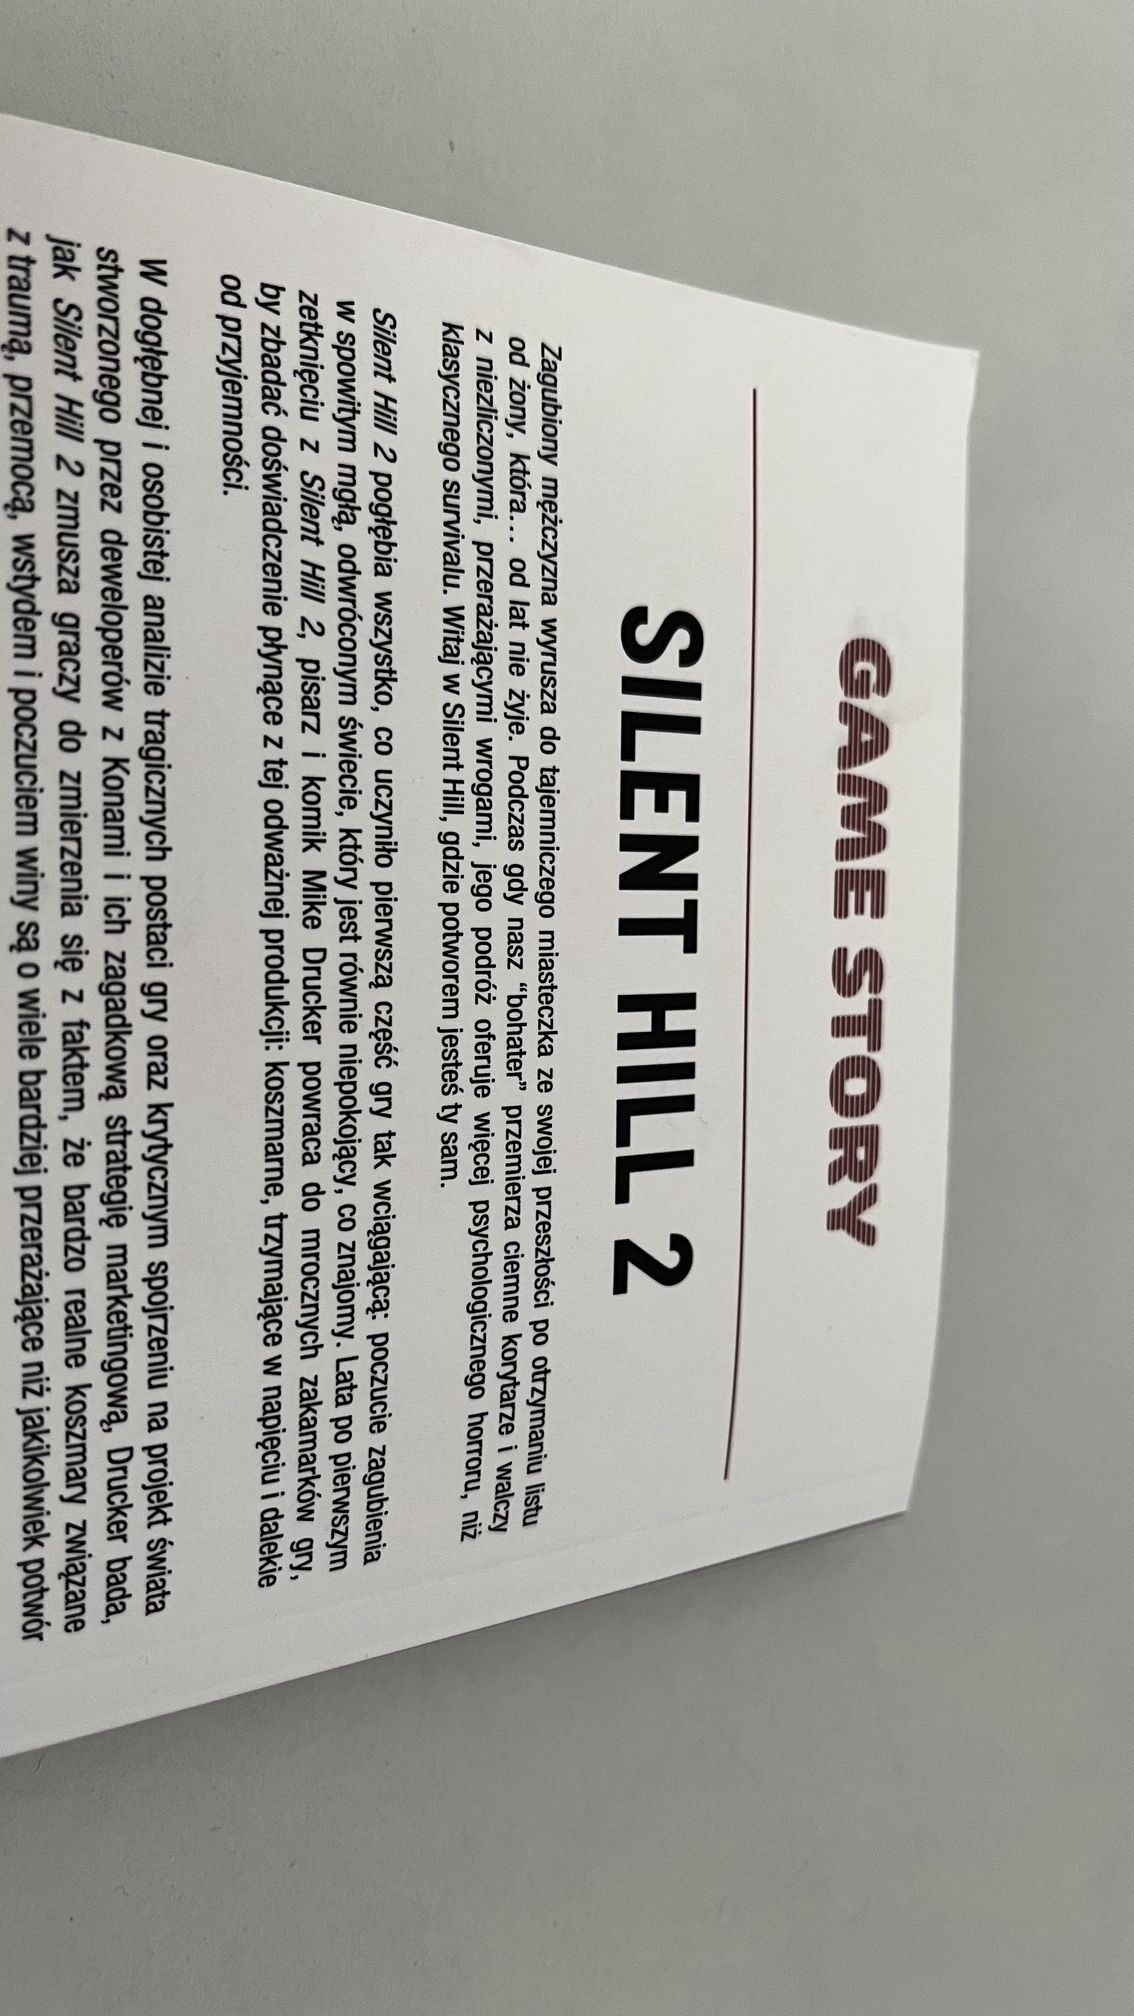 GAME STORY
SILENT HILL 2
Zagubiony mężczyzna wyrusza do tajemniczego miasteczka ze swojej przeszłości po otrzymaniu listu
od żony, która… od lat nie żyje. Podczas gdy nasz “bohater” przemierza ciemne korytarze i walczy
z niezliczonymi, przerażającymi wrogami, jego podróż oferuje więcej psychologicznego horroru, niż
klasycznego survivalu. Witaj w Silent Hill, gdzie potworem jesteś ty sam.
Silent Hill 2 pogłębia wszystko, co uczyniło pierwszą część gry tak wciągającą: poczucie zagubienia
w spowitym mgłą, odwróconym świecie, który jest równie niepokojący, co znajomy. Lata po pierwszym
zetknięciu z Silent Hill 2, pisarz i komik Mike Drucker powraca do mrocznych zakamarków gry,
by zbadać doświadczenie płynące z tej odważnej produkcji: koszmarne, trzymające w napięciu i dalekie
od przyjemności.
W dogłębnej i osobistej analizie tragicznych postaci gry oraz krytycznym spojrzeniu na projekt świata
stworzonego przez deweloperów z Konami i ich zagadkową strategię marketingową, Drucker bada,
jak Silent Hill 2 zmusza graczy do zmierzenia się z faktem, że bardzo realne koszmary związane
z traumą, przemocą, wstydem i poczuciem winy są o wiele bardziej przerażające niż jakikolwiek potwór